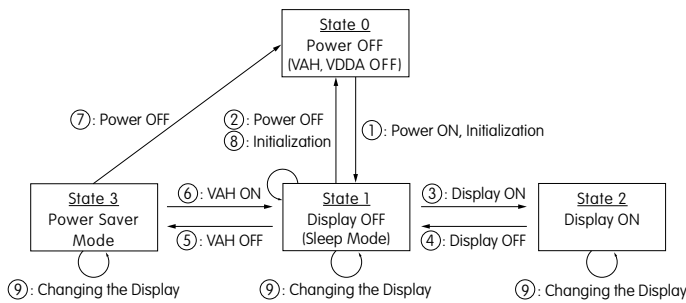 State 0
Power OFF
(VAH, VDDA OFF)
⑦: Power OFF
②: Power OFF
⑧: Initialization
①: Power ON, Initialization
State 3
Power Saver
Mode
⑥: VAH ON
⑤: VAH OFF
State 1
Display OFF
(Sleep Mode)
③: Display ON
④: Display OFF
State 2
Display ON
⑨: Changing the Display
⑨: Changing the Display
⑨: Changing the Display